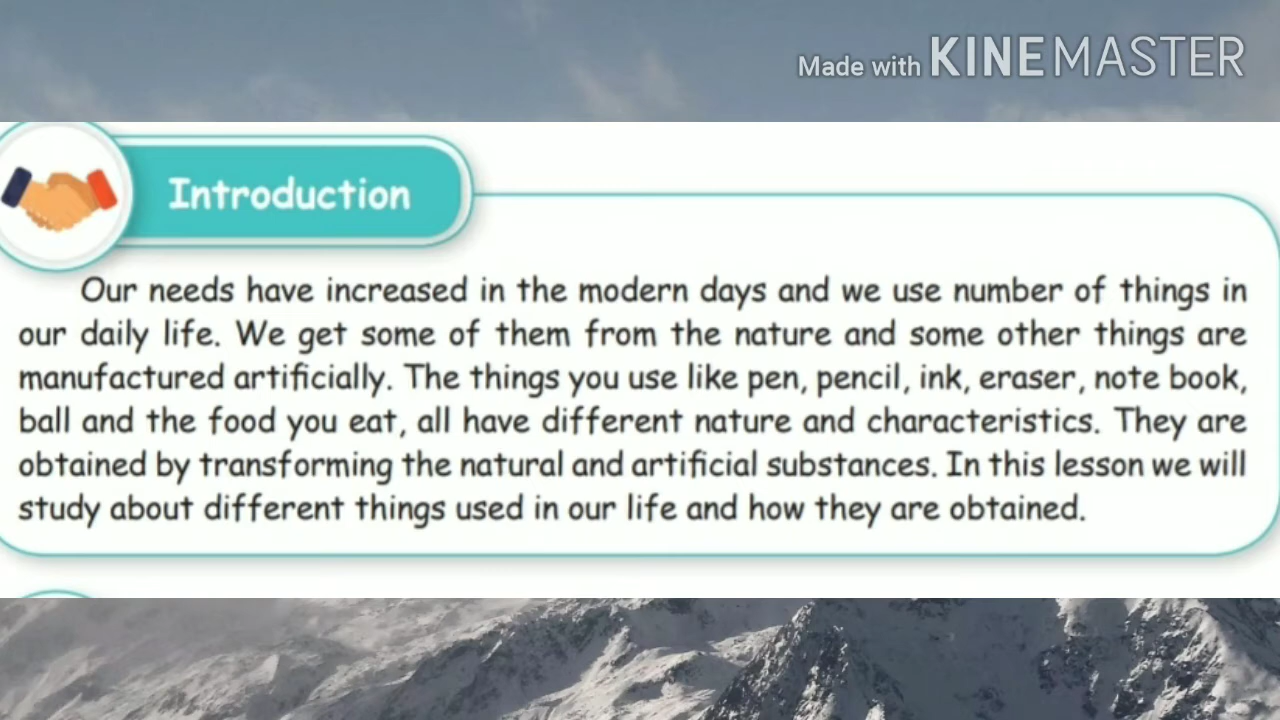 Made with KINEMASTER
Introduction
Our needs have increased in the modern days and we use number of things in
our daily life. We get some of them from the nature and some other things are
manufactured artificially. The things you use like pen, pencil, ink, eraser, note book,
ball and the food you eat, all have different nature and characteristics. They are
obtained by transforming the natural and artificial substances. In this lesson we will
study about different things used in our life and how they are obtained.